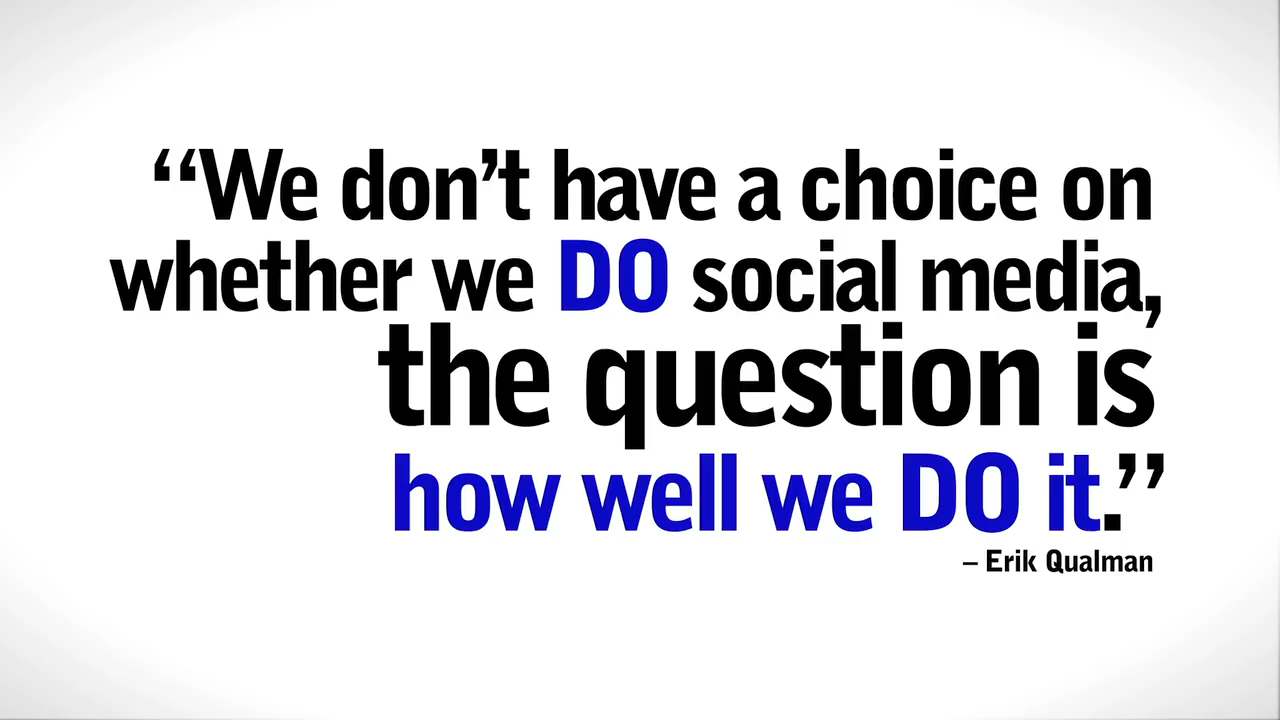 “We don’t have a choice on
whether we DO social media,
the question is
how well we DO it.”
– Erik Qualman